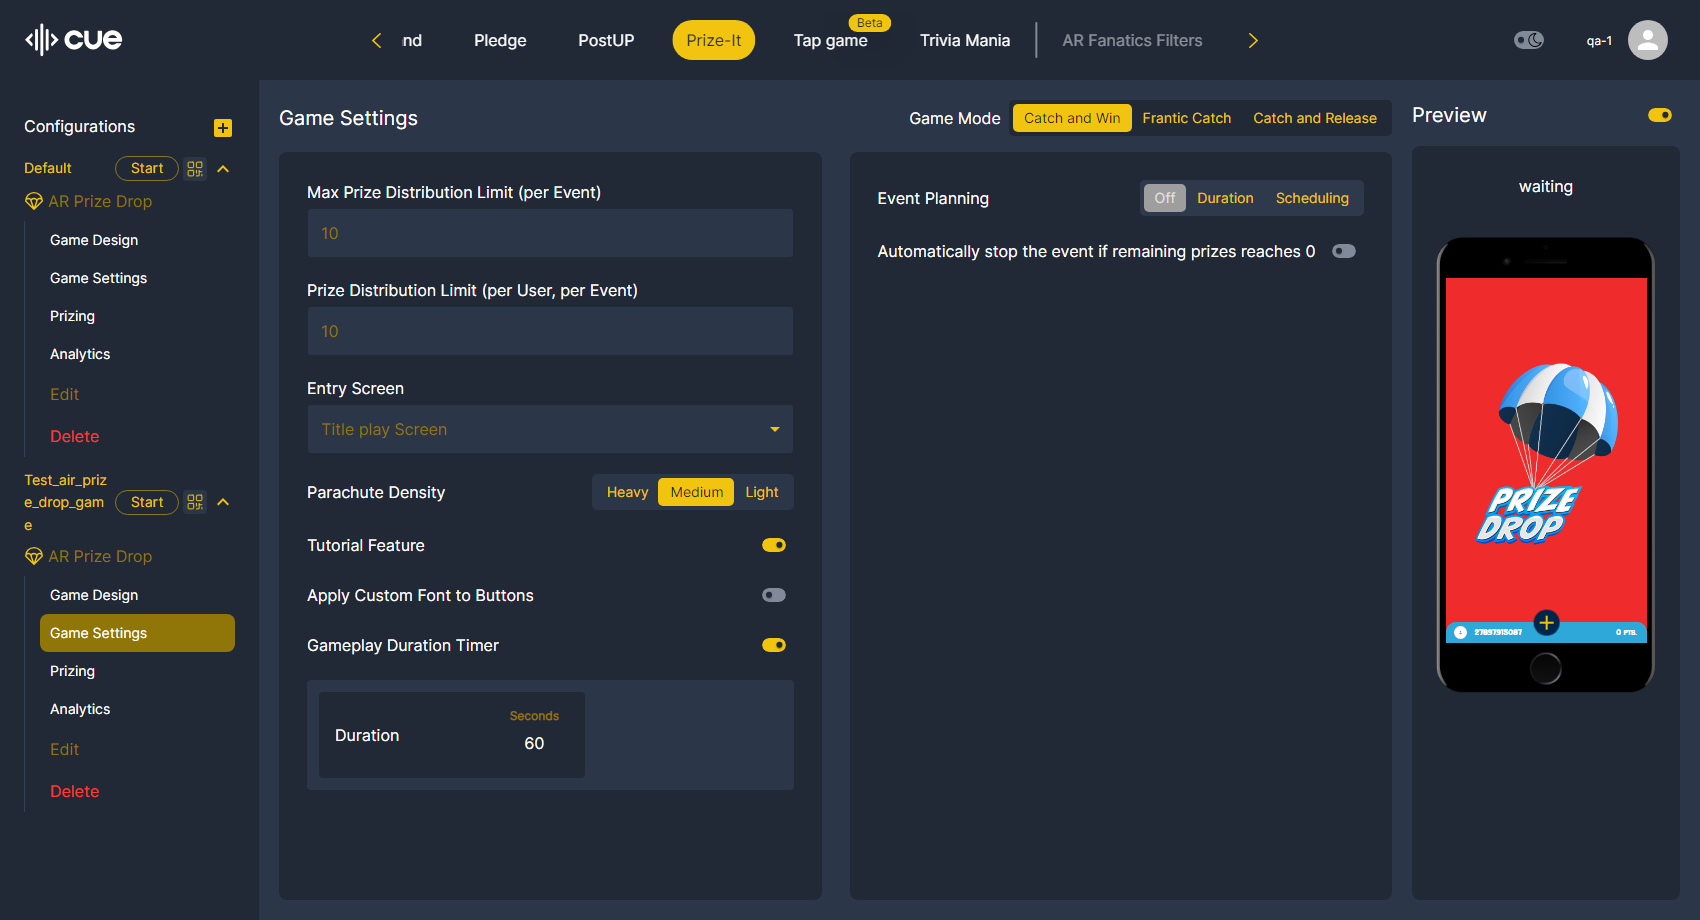 cue
nd
Pledge
PostUP
Prize-It
Beta
Tap game
Trivia Mania
AR Fanatics Filters
qa-1
Configurations
Default
Start
AR Prize Drop
Game Design
Game Settings
Prizing
Analytics
Edit
Delete
Test_air_priz
e_drop_gam
e
Start
AR Prize Drop
Game Design
Game Settings
Prizing
Analytics
Edit
Delete
Game Settings
Game Mode
Catch and Win
Frantic Catch
Catch and Release
Max Prize Distribution Limit (per Event)
10
Prize Distribution Limit (per User, per Event)
10
Entry Screen
Title play Screen
Parachute Density
Heavy
Medium
Light
Tutorial Feature
Apply Custom Font to Buttons
Gameplay Duration Timer
Duration
Seconds
60
Event Planning
Off
Duration
Scheduling
Automatically stop the event if remaining prizes reaches 0
Preview
waiting
PRIZE
DROP
0 PTS.